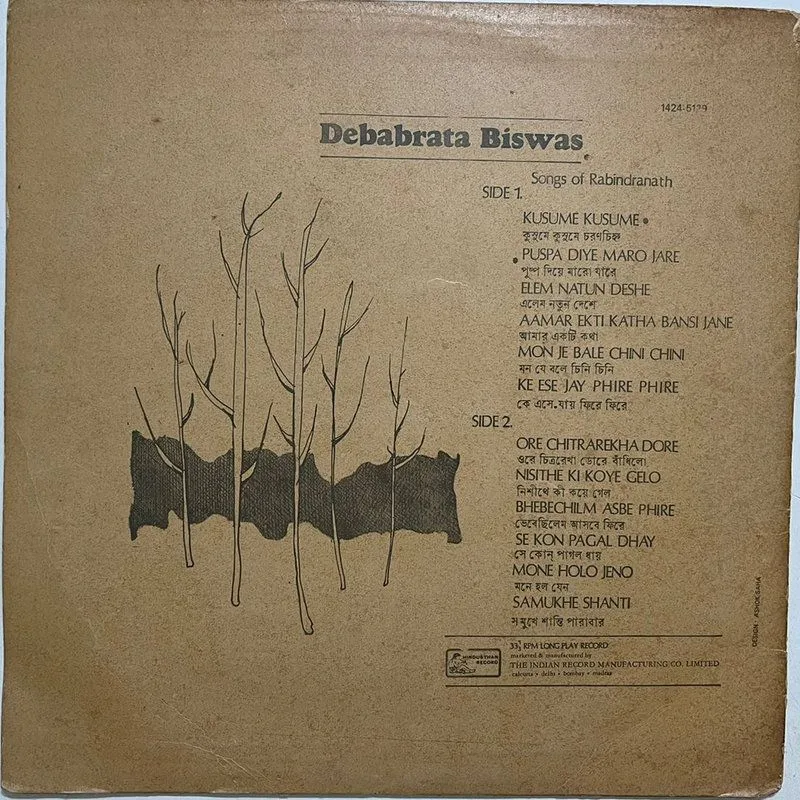 1424-5139
Debabrata Biswas
Songs of Rabindranath
SIDE 1.
KUSUME KUSUME
কুসুমে কুসুমে চরণচিহ্ন
PUSPA DIYE MARO JARE
পুষ্প দিয়ে মারো যারে
ELEM NATUN DESHE
এলেম নতুন দেশে
AAMAR EKTI KATHA BANSI JANE
আমার একটি কথা
MON JE BALE CHINI CHINI
মন যে বলে চিনি চিনি
KE ESE JAY PHIRE PHIRE
কে এসে যায় ফিরে ফিরে
SIDE 2.
ORE CHITRAREKHA DORE
ওরে চিত্ররেখা ডোরে বাঁধিলো
NISITHE KI KOYE GELO
নিশীথে কী কয়ে গেল
BHEBECHILM ASBE PHIRE
ভেবেছিলেম আসবে ফিরে
SE KON PAGAL DHAY
সে কোন্ পাগল ধায়
MONE HOLO JENO
মনে হল যেন
SAMUKHE SHANTI
সমুখে শান্তি পারাবার
33⅓ RPM LONG PLAY RECORD
marketed & manufactured by
THE INDIAN RECORD MANUFACTURING CO. LIMITED
calcutta • delhi • bombay • madras
HINDUSTHAN
RECORD
DESIGN: ASHOK SAHA